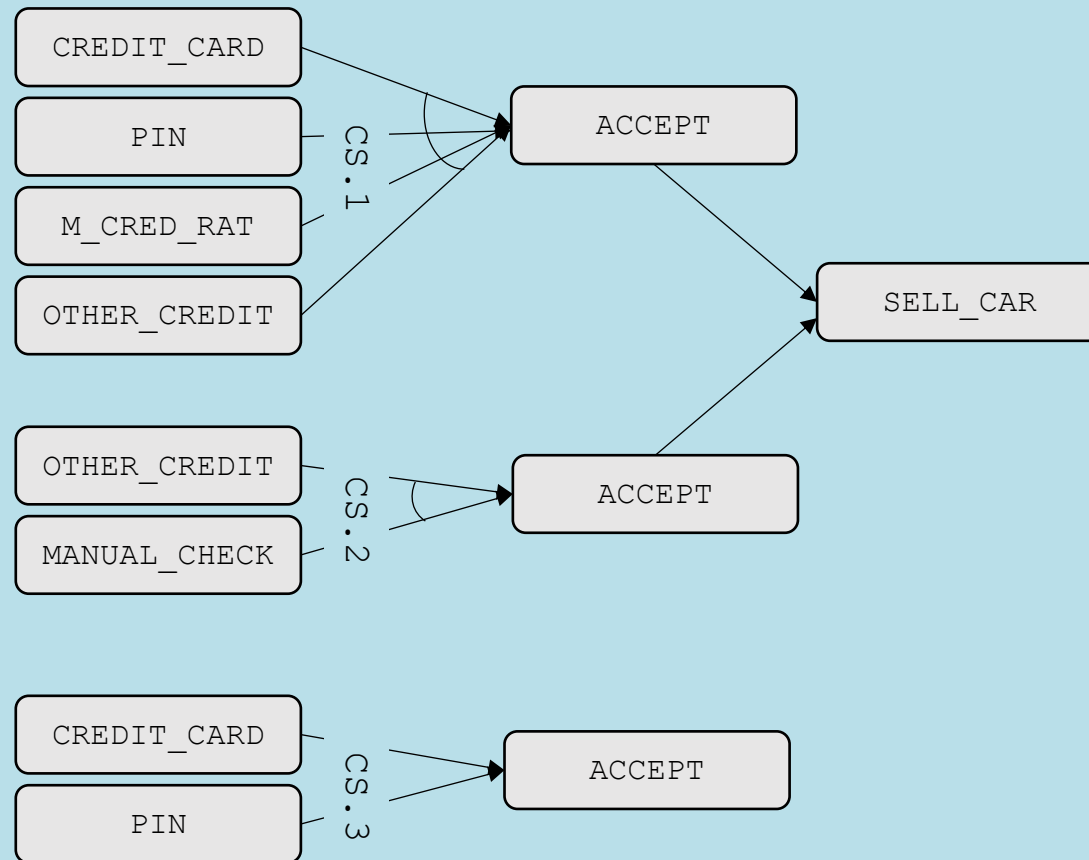 CREDIT_CARD
PIN
M_CRED_RAT
OTHER_CREDIT
CS.1
ACCEPT
SELL_CAR
OTHER_CREDIT
MANUAL_CHECK
CS.2
ACCEPT
CREDIT_CARD
PIN
CS.3
ACCEPT